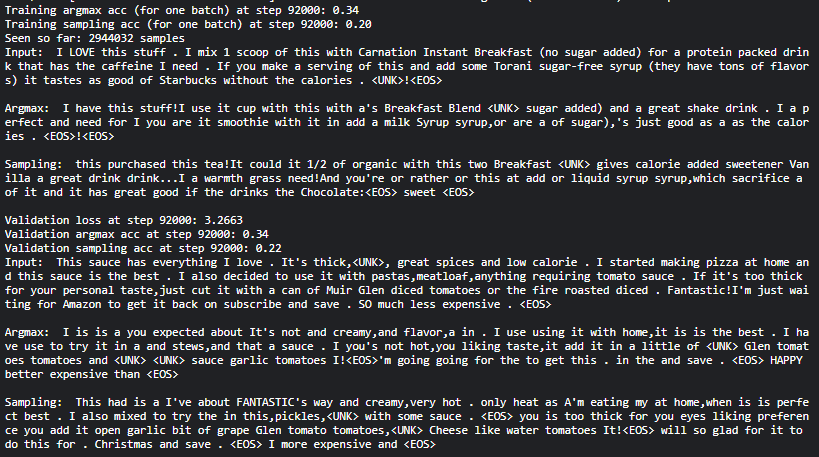 Training argmax acc (for one batch) at step 92000: 0.34
Training sampling acc (for one batch) at step 92000: 0.20
Seen so far: 2944032 samples
Input:  I LOVE this stuff . I mix 1 scoop of this with Carnation Instant Breakfast (no sugar added) for a protein packed drin
k that has the caffeine I need . If you make a serving of this and add some Torani sugar-free syrup (they have tons of flavor
s) it tastes as good of Starbucks without the calories . <UNK>!<EOS>
Argmax:  I have this stuff!I use it cup with this with a's Breakfast Blend <UNK> sugar added) and a great shake drink . I a p
erfect and need for I you are it smoothie with it in add a milk Syrup syrup,or are a of sugar),'s just good as a as the calor
ies . <EOS>!<EOS>
Sampling:  this purchased this tea!It could it 1/2 of organic with this two Breakfast <UNK> gives calorie added sweetener Van
illa a great drink drink...I a warmth grass need!And you're or rather or this at add or liquid syrup syrup,which sacrifice a
of it and it has great good if the drinks the Chocolate:<EOS> sweet <EOS>
Validation loss at step 92000: 3.2663
Validation argmax acc at step 92000: 0.34
Validation sampling acc at step 92000: 0.22
Input:  This sauce has everything I love . It's thick,<UNK>, great spices and low calorie . I started making pizza at home an
d this sauce is the best . I also decided to use it with pastas,meatloaf,anything requiring tomato sauce . If it's too thick
for your personal taste,just cut it with a can of Muir Glen diced tomatoes or the fire roasted diced . Fantastic!I'm just wai
ting for Amazon to get it back on subscribe and save . SO much less expensive . <EOS>
Argmax:  I is is a you expected about It's not and creamy,and flavor,a in . I use using it with home,it is is the best . I ha
ve use to try it in a and stews,and that a sauce . I you's not hot,you liking taste,it add it in a little of <UNK> Glen tomat
oes tomatoes and <UNK> <UNK> sauce garlic tomatoes I!<EOS>'m going going for the to get this . in the and save . <EOS> HAPPY
better expensive than <EOS>
Sampling:  This had is a I've about FANTASTIC's way and creamy,very hot . only heat as A'm eating my at home,when is is perfe
ct best . I also mixed to try the in this,pickles,<UNK> with some sauce . <EOS> you is too thick for you eyes liking preferen
ce you add it open garlic bit of grape Glen tomato tomatoes,<UNK> Cheese like water tomatoes It!<EOS> will so glad for it to
do this for . Christmas and save . <EOS> I more expensive and <EOS>